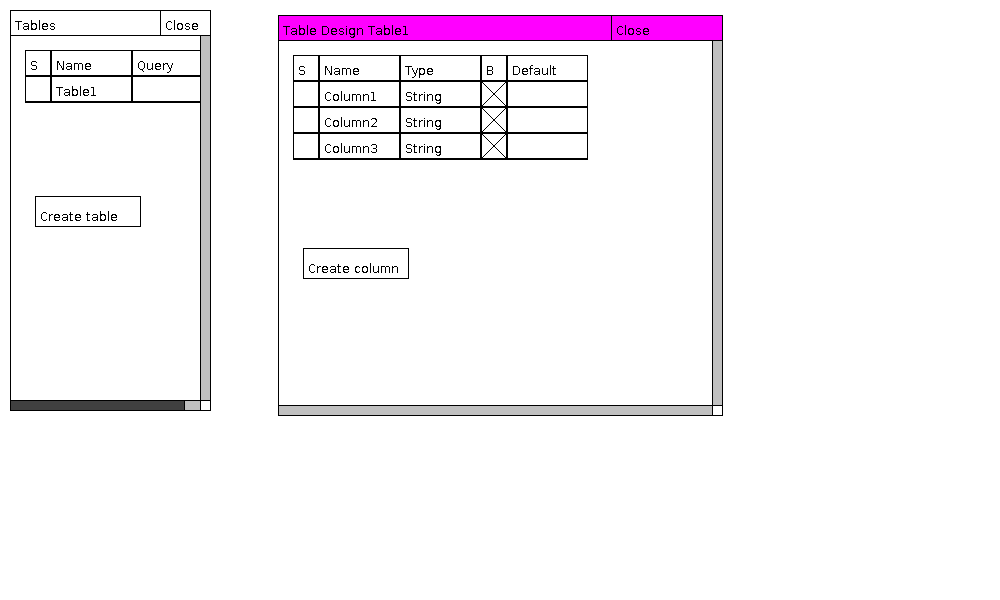 Tables Close
S Name Query
Table1
Create table
Table Design Table1 Close
S Name Type B Default
Column1 String
Column2 String
Column3 String
Create column